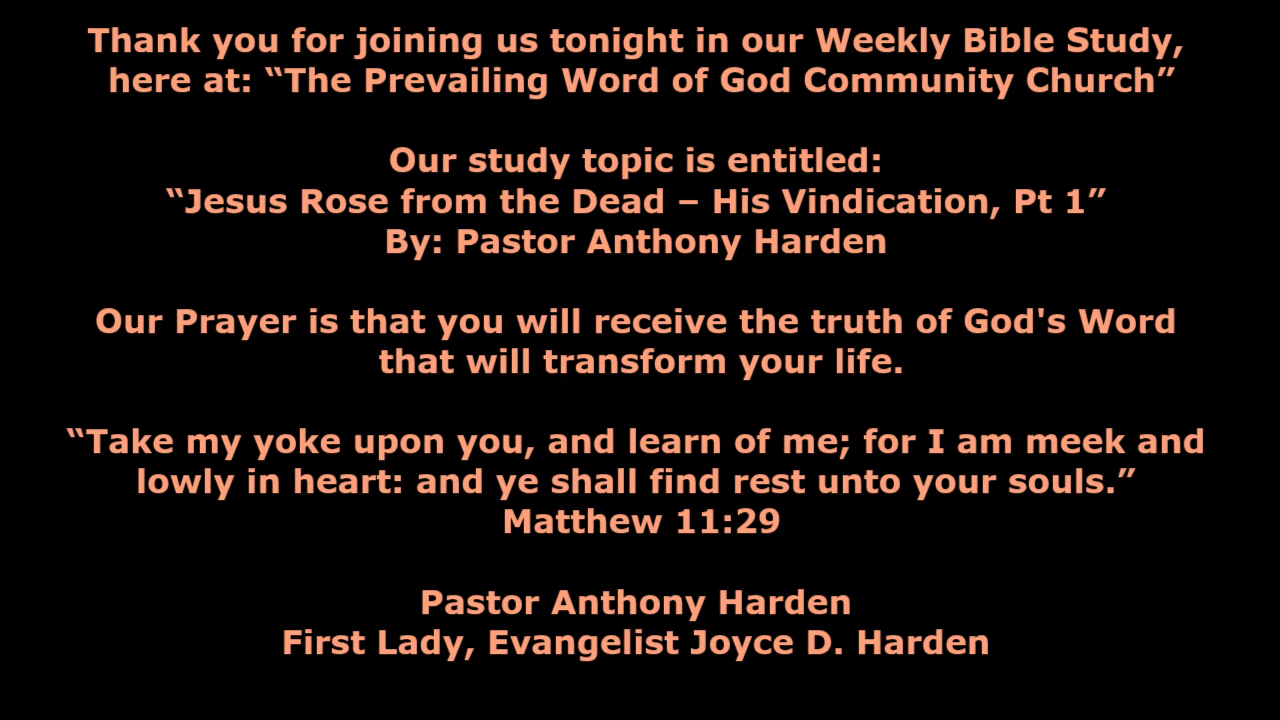 Thank you for joining us tonight in our Weekly Bible Study,
here at: “The Prevailing Word of God Community Church”
Our study topic is entitled:
“Jesus Rose from the Dead – His Vindication, Pt 1”
By: Pastor Anthony Harden
Our Prayer is that you will receive the truth of God's Word
that will transform your life.
“Take my yoke upon you, and learn of me; for I am meek and
lowly in heart: and ye shall find rest unto your souls.”
Matthew 11:29
Pastor Anthony Harden
First Lady, Evangelist Joyce D. Harden